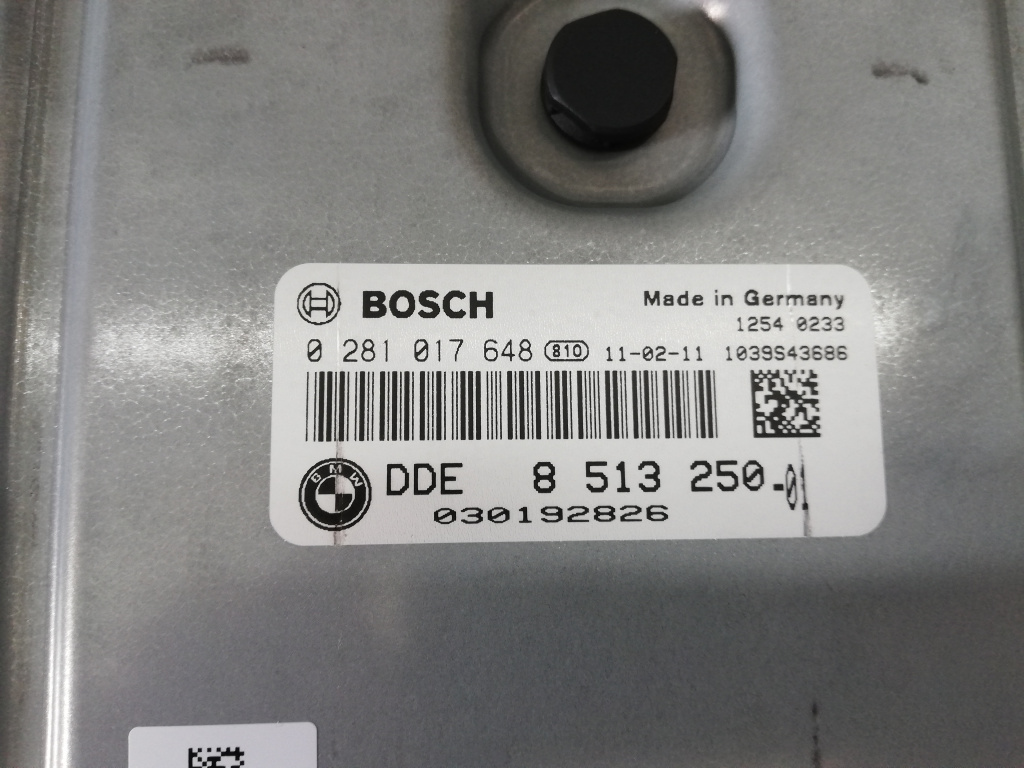 BOSCH
Made in Germany
1254 0233
0 281 017 648 810 11-02-11 1039S43686
BMW
DDE 8 513 250-01
030192826